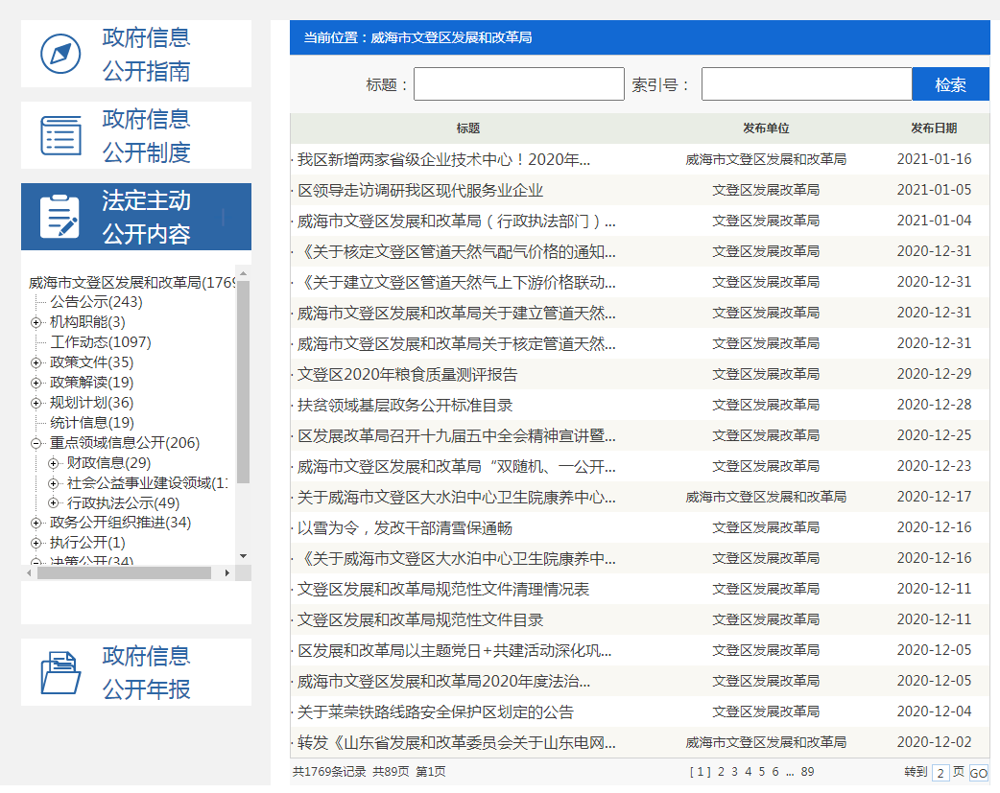 政府信息
公开指南
政府信息
公开制度
法定主动
公开内容
威海市文登区发展和改革局(1769
公告公示(243)
机构职能(3)
工作动态(1097)
政策文件(35)
政策解读(19)
规划计划(36)
统计信息(19)
重点领域信息公开(206)
财政信息(29)
社会公益事业建设领域(1
行政执法公示(49)
政务公开组织推进(34)
执行公开(1)
决策公开(34)
政府信息
公开年报
当前位置：威海市文登区发展和改革局
标题： 索引号： 检索
标题 发布单位 发布日期
· 我区新增两家省级企业技术中心！2020年... 威海市文登区发展和改革局 2021-01-16
· 区领导走访调研我区现代服务业企业 文登区发展改革局 2021-01-05
· 威海市文登区发展和改革局（行政执法部门）... 文登区发展改革局 2021-01-04
· 《关于核定文登区管道天然气配气价格的通知... 文登区发展改革局 2020-12-31
· 《关于建立文登区管道天然气上下游价格联动... 文登区发展改革局 2020-12-31
· 威海市文登区发展和改革局关于建立管道天然... 文登区发展改革局 2020-12-31
· 威海市文登区发展和改革局关于核定管道天然... 文登区发展改革局 2020-12-31
· 文登区2020年粮食质量测评报告 文登区发展改革局 2020-12-29
· 扶贫领域基层政务公开标准目录 文登区发展改革局 2020-12-28
· 区发展改革局召开十九届五中全会精神宣讲暨... 文登区发展改革局 2020-12-25
· 威海市文登区发展和改革局“双随机、一公开... 文登区发展改革局 2020-12-23
· 关于威海市文登区大水泊中心卫生院康养中心... 威海市文登区发展和改革局 2020-12-17
· 以雪为令，发改干部清雪保通畅 文登区发展改革局 2020-12-16
· 《关于威海市文登区大水泊中心卫生院康养中... 文登区发展改革局 2020-12-16
· 文登区发展和改革局规范性文件清理情况表 文登区发展改革局 2020-12-11
· 文登区发展和改革局规范性文件目录 文登区发展改革局 2020-12-11
· 区发展和改革局以主题党日+共建活动深化巩... 文登区发展改革局 2020-12-05
· 威海市文登区发展和改革局2020年度法治... 文登区发展改革局 2020-12-05
· 关于莱荣铁路线路安全保护区划定的公告 文登区发展改革局 2020-12-04
· 转发《山东省发展和改革委员会关于山东电网... 威海市文登区发展和改革局 2020-12-02
共1769条记录 共89页 第1页 [ 1 ] 2 3 4 5 6 ... 89 转到 2 页 GO